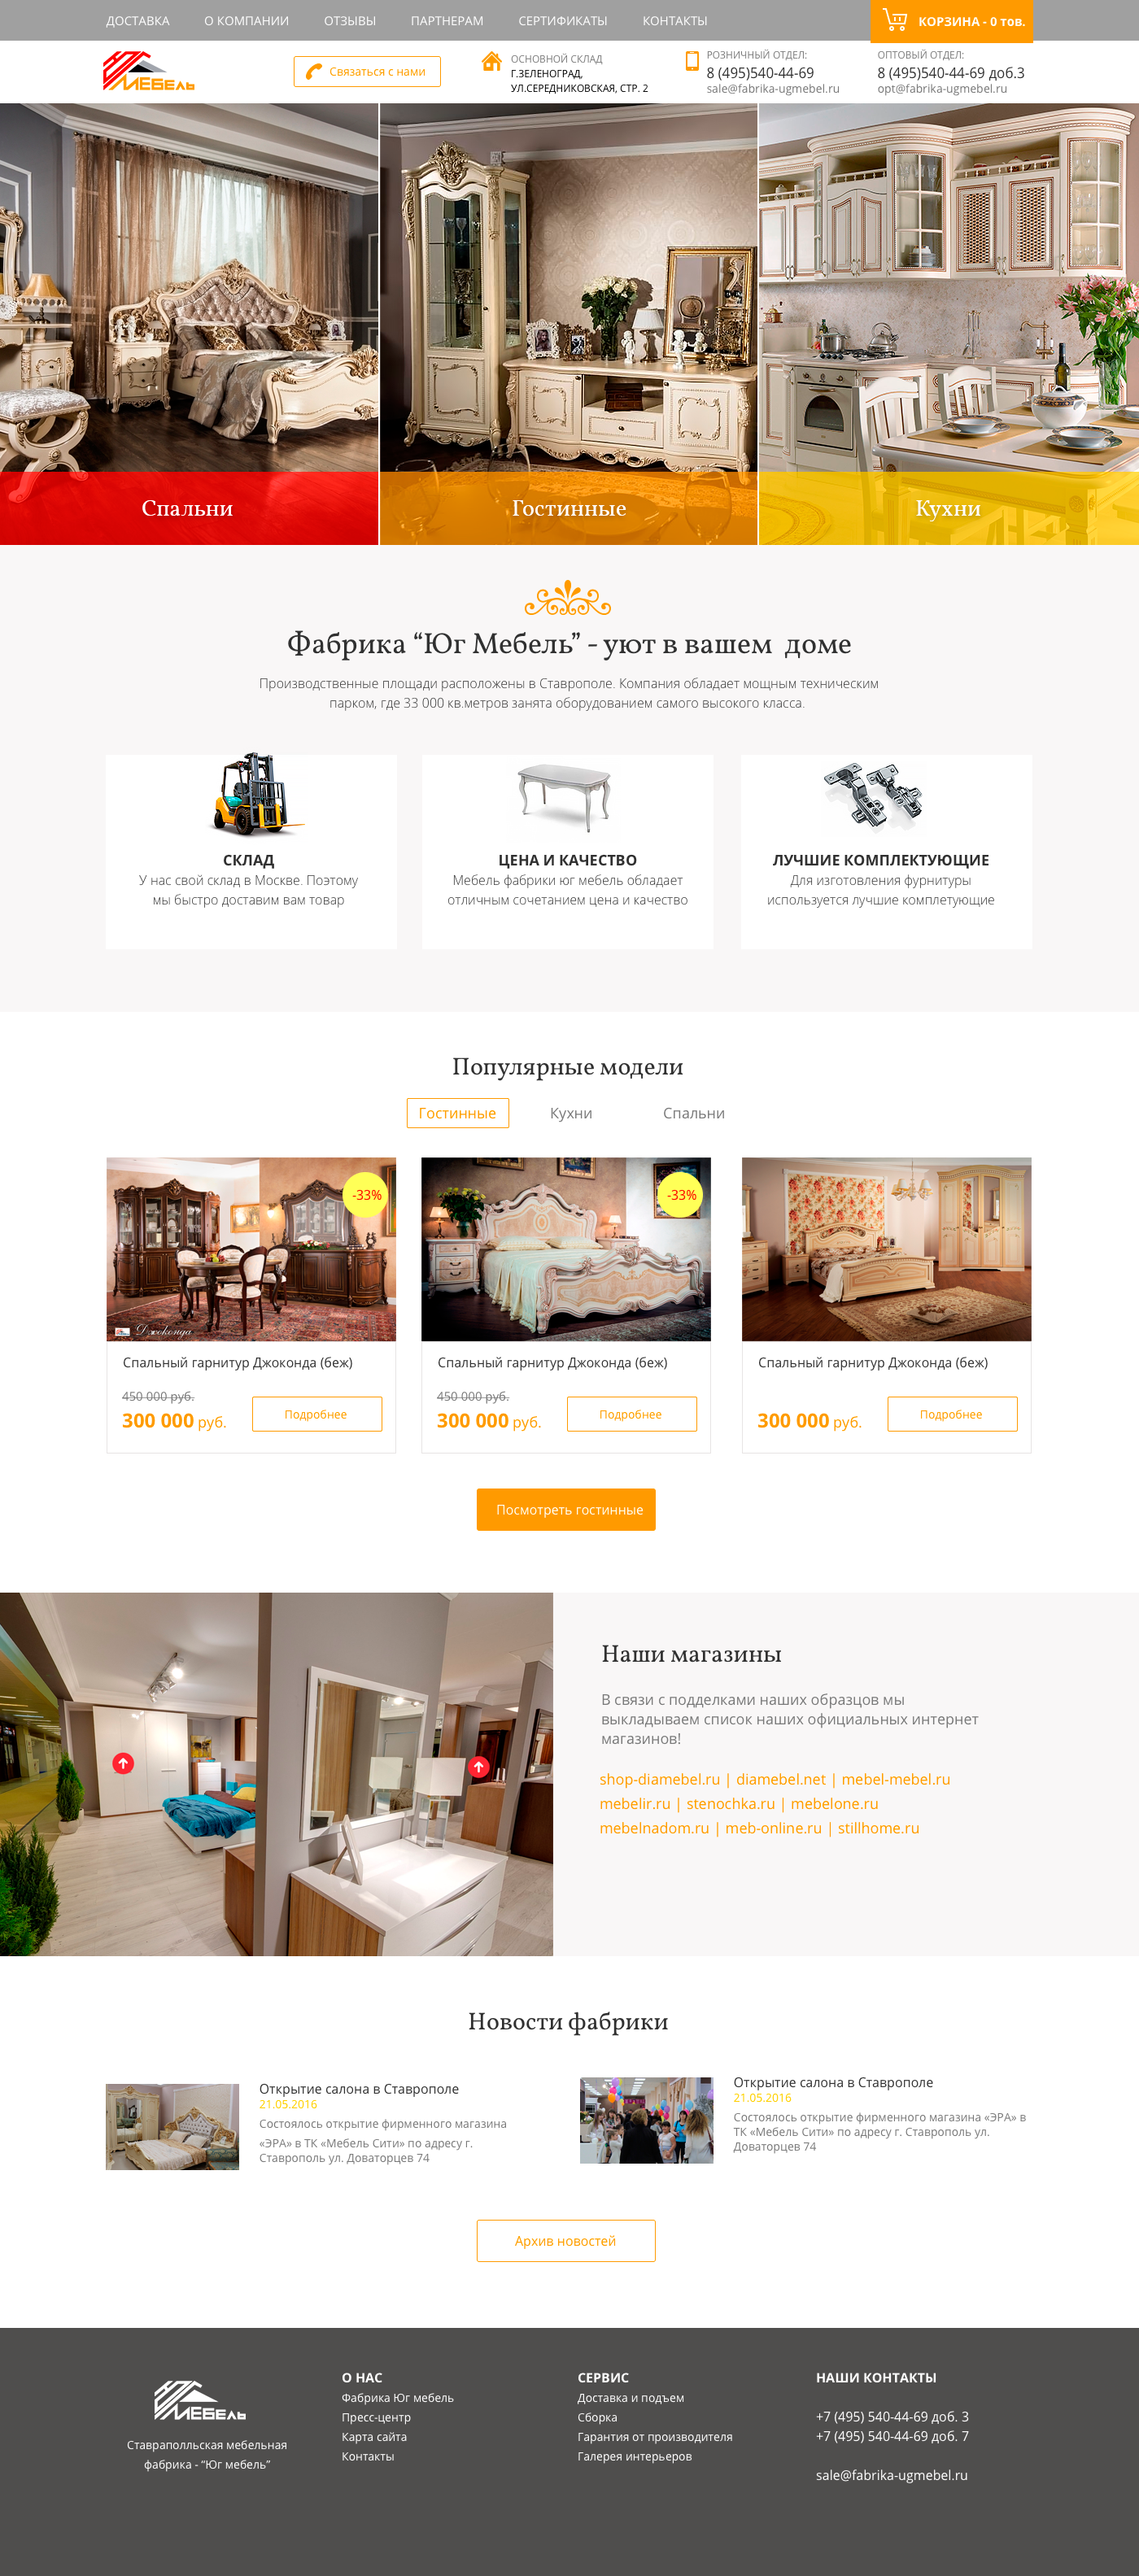 ДОСТАВКА О КОМПАНИИ ОТЗЫВЫ ПАРТНЕРАМ СЕРТИФИКАТЫ КОНТАКТЫ КОРЗИНА - 0 тов.
МЕБЕЛЬ
Связаться с нами
ОСНОВНОЙ СКЛАД
Г.ЗЕЛЕНОГРАД,
УЛ.СЕРЕДНИКОВСКАЯ, СТР. 2
РОЗНИЧНЫЙ ОТДЕЛ:
8 (495)540-44-69
sale@fabrika-ugmebel.ru
ОПТОВЫЙ ОТДЕЛ:
8 (495)540-44-69 доб.3
opt@fabrika-ugmebel.ru
Спальни Гостинные Кухни
Фабрика “Юг Мебель” - уют в вашем доме
Производственные площади расположены в Ставрополе. Компания обладает мощным техническим
парком, где 33 000 кв.метров занята оборудованием самого высокого класса.
СКЛАД
У нас свой склад в Москве. Поэтому
мы быстро доставим вам товар
ЦЕНА И КАЧЕСТВО
Мебель фабрики юг мебель обладает
отличным сочетанием цена и качество
ЛУЧШИЕ КОМПЛЕКТУЮЩИЕ
Для изготовления фурнитуры
используется лучшие комплетующие
Популярные модели
Гостинные Кухни Спальни
-33%
Джоконда
Спальный гарнитур Джоконда (беж)
450 000 руб.
300 000 руб.
Подробнее
-33%
Спальный гарнитур Джоконда (беж)
450 000 руб.
300 000 руб.
Подробнее
Спальный гарнитур Джоконда (беж)
300 000 руб.
Подробнее
Посмотреть гостинные
Наши магазины
В связи с подделками наших образцов мы
выкладываем список наших официальных интернет
магазинов!
shop-diamebel.ru | diamebel.net | mebel-mebel.ru
mebelir.ru | stenochka.ru | mebelone.ru
mebelnadom.ru | meb-online.ru | stillhome.ru
Новости фабрики
Открытие салона в Ставрополе
21.05.2016
Состоялось открытие фирменного магазина
«ЭРА» в ТК «Мебель Сити» по адресу г.
Ставрополь ул. Доваторцев 74
Открытие салона в Ставрополе
21.05.2016
Состоялось открытие фирменного магазина «ЭРА» в
ТК «Мебель Сити» по адресу г. Ставрополь ул.
Доваторцев 74
Архив новостей
МЕБЕЛЬ
Ставраполльская мебельная
фабрика - “Юг мебель”
О НАС
Фабрика Юг мебель
Пресс-центр
Карта сайта
Контакты
СЕРВИС
Доставка и подъем
Сборка
Гарантия от производителя
Галерея интерьеров
НАШИ КОНТАКТЫ
+7 (495) 540-44-69 доб. 3
+7 (495) 540-44-69 доб. 7
sale@fabrika-ugmebel.ru